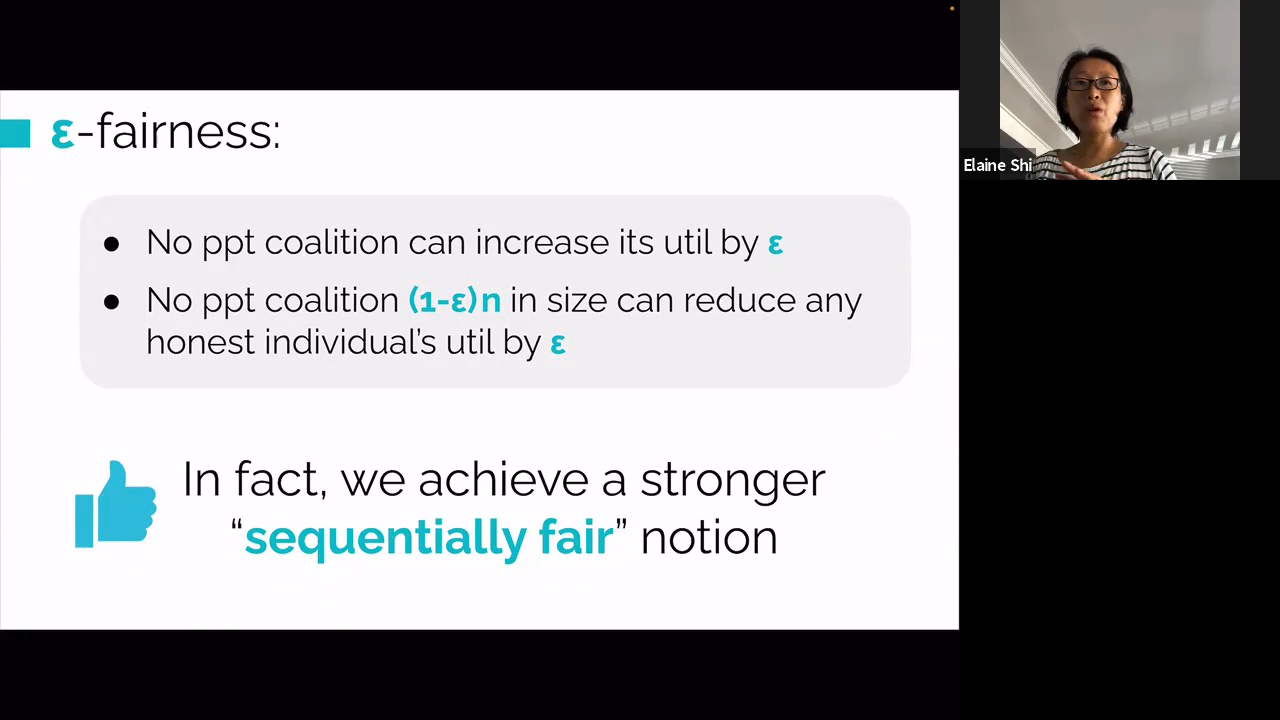 ε-fairness:
Elaine Shi
● No ppt coalition can increase its util by ε
● No ppt coalition (1-ε)n in size can reduce any
honest individual's util by ε
In fact, we achieve a stronger
“sequentially fair” notion